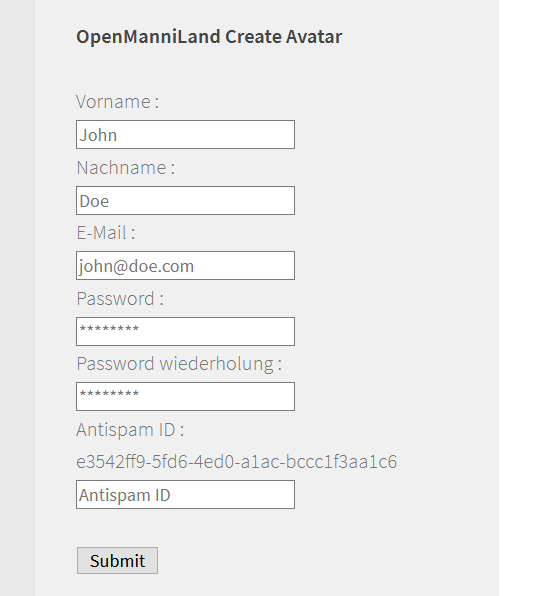 OpenManniLand Create Avatar
Vorname :
John
Nachname :
Doe
E-Mail :
john@doe.com
Password :
********
Password wiederholung :
********
Antispam ID :
e3542ff9-5fd6-4ed0-a1ac-bccc1f3aa1c6
Antispam ID
Submit